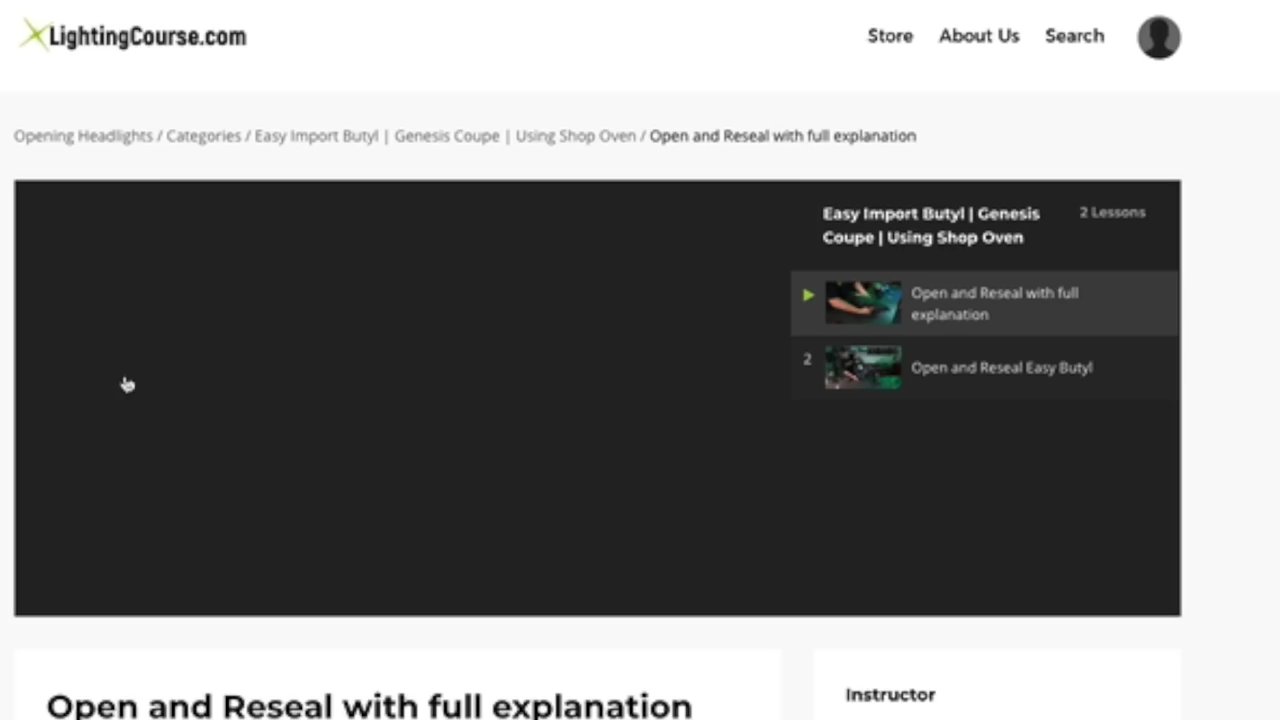 LightingCourse.com
Store About Us Search
Opening Headlights / Categories / Easy Import Butyl | Genesis Coupe | Using Shop Oven / Open and Reseal with full explanation
Easy Import Butyl | Genesis
Coupe | Using Shop Oven
2 Lessons
Open and Reseal with full
explanation
2
Open and Reseal Easy Butyl
Open and Reseal with full explanation
Instructor